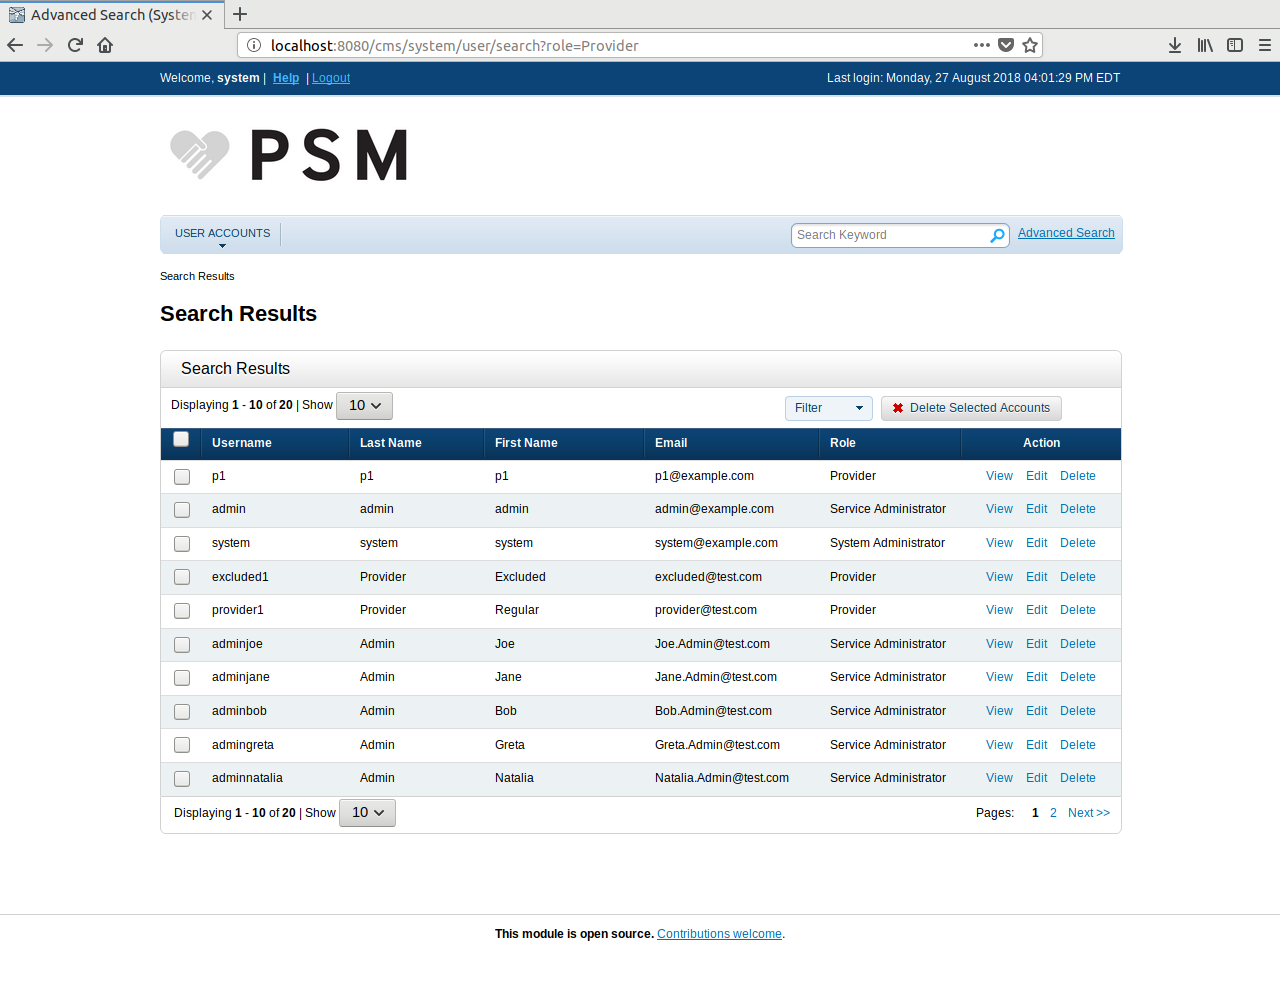 Advanced Search (System
localhost:8080/cms/system/user/search?role=Provider
Welcome, system | Help | Logout
Last login: Monday, 27 August 2018 04:01:29 PM EDT
PSM
USER ACCOUNTS
Search Keyword
Advanced Search
Search Results
Search Results
Search Results
Displaying 1 - 10 of 20 | Show 10
Filter
Delete Selected Accounts
Username Last Name First Name Email Role Action
p1 p1 p1 p1@example.com Provider View Edit Delete
admin admin admin admin@example.com Service Administrator View Edit Delete
system system system system@example.com System Administrator View Edit Delete
excluded1 Provider Excluded excluded@test.com Provider View Edit Delete
provider1 Provider Regular provider@test.com Provider View Edit Delete
adminjoe Admin Joe Joe.Admin@test.com Service Administrator View Edit Delete
adminjane Admin Jane Jane.Admin@test.com Service Administrator View Edit Delete
adminbob Admin Bob Bob.Admin@test.com Service Administrator View Edit Delete
admingreta Admin Greta Greta.Admin@test.com Service Administrator View Edit Delete
adminnatalia Admin Natalia Natalia.Admin@test.com Service Administrator View Edit Delete
Displaying 1 - 10 of 20 | Show 10
Pages: 1 2 Next >>
This module is open source. Contributions welcome.